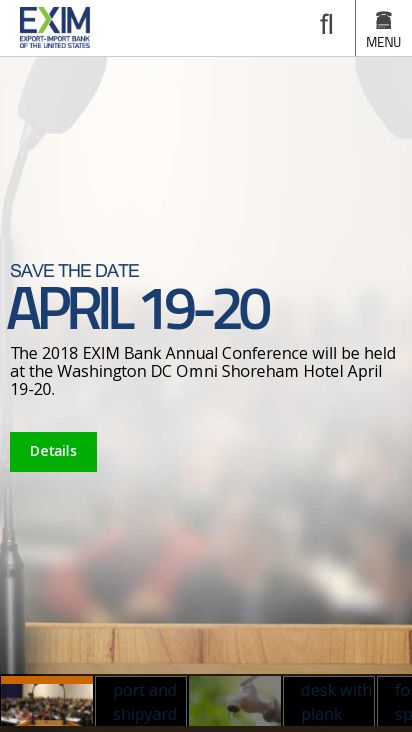 EXIM
EXPORT-IMPORT BANK
OF THE UNITED STATES
ﬂ
MENU
SAVE THE DATE
APRIL 19-20
The 2018 EXIM Bank Annual Conference will be held
at the Washington DC Omni Shoreham Hotel April
19-20.
Details
port and
shipyard
desk with
plank